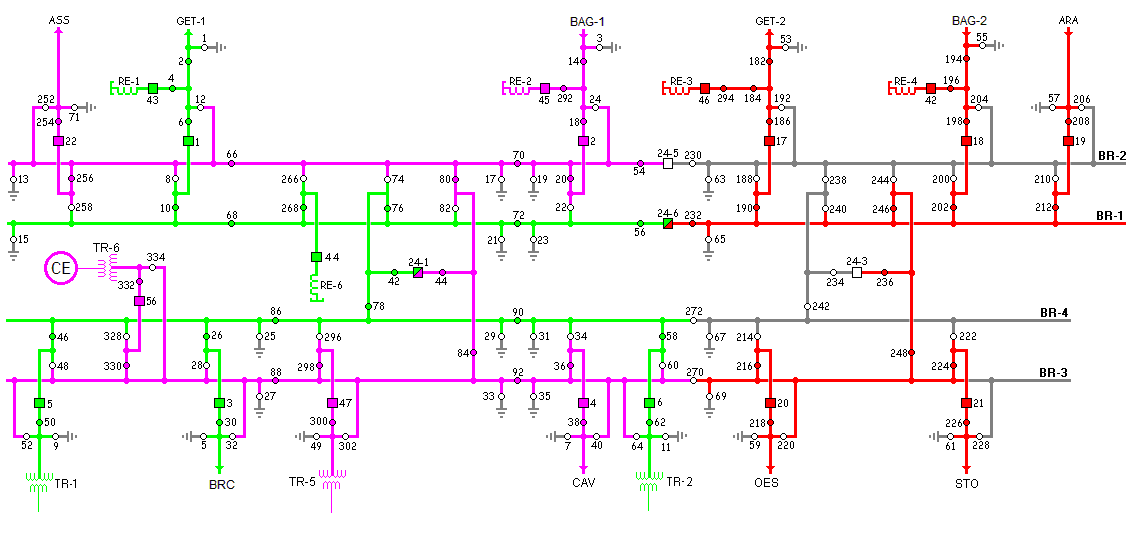 ASS GET-1 BAG-1 GET-2 BAG-2 ARA
1 3 53 55
2 14 182 194
RE-1 4 RE-2 RE-3 RE-4 196
43 45 292 46 294 184 42
252 71 12 24 192 204 57 206
254 6 18 186 198 208
22 1 2 17 18 19
66 70 24-5 230 BR-2
54
13 256 8 266 74 80 17 19 20 63 188 238 244 200 210
258 10 268 76 82 22 190 240 246 202 212
68 72 24-6 232 BR-1
56
15 21 23 65
TR-6 334 44
CE 332 24-1 24-3
56 RE-6 42 44 234 236
78 242
86 90 272 BR-4
46 328 26 25 296 29 31 34 58 67 214 222
84 248
48 330 28 298 36 60 216 224
88 92 270 BR-3
27 33 35 69
5 3 47 4 6 20 21
50 30 300 38 62 218 226
52 9 5 32 49 302 7 40 64 11 59 220 61 228
TR-1 BRC TR-5 CAV TR-2 OES STO